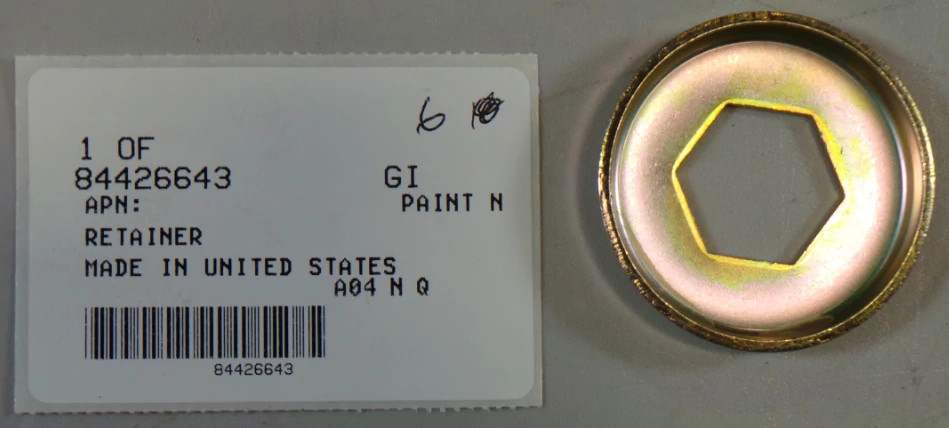 6
1 OF
84426643 GI
APN: PAINT N
RETAINER
MADE IN UNITED STATES
A04 N Q
84426643